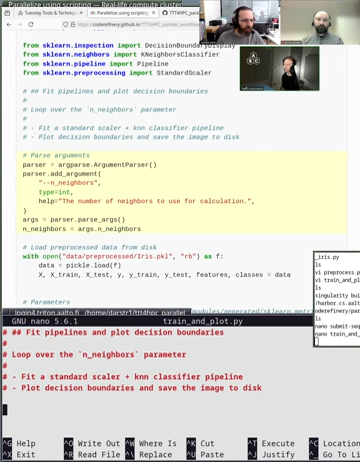 Parallelize using scripting — Real-life compute cluster
Tuesday Tools & Technique
Parallelize using scripting
from sklearn.inspection import DecisionBoundaryDisplay
from sklearn.neighbors import KNeighborsClassifier
from sklearn.pipeline import Pipeline
from sklearn.preprocessing import StandardScaler
# ## Fit pipelines and plot decision boundaries
#
# Loop over the `n_neighbors` parameter
#
# - Fit a standard scaler + knn classifier pipeline
# - Plot decision boundaries and save the image to disk
# Parse arguments
parser = argparse.ArgumentParser()
parser.add_argument(
"--n_neighbors",
type=int,
help="The number of neighbors to use for calculation.",
)
args = parser.parse_args()
n_neighbors = args.n_neighbors
# Load preprocessed data from disk
with open("data/preprocessed/Iris.pkl", "rb") as f:
data = pickle.load(f)
X, X_train, X_test, y, y_train, y_test, features, classes = data
# Parameters
_iris.py
ls
vi preprocess.p
vi train_and_pl
ls
singularity bui
/harbor.cs.aalt
oderefinery/par
ls
nano submit-seq
nano train_and_
GNU nano 5.6.1 train_and_plot.py
# ## Fit pipelines and plot decision boundaries
#
# Loop over the `n_neighbors` parameter
#
# - Fit a standard scaler + knn classifier pipeline
# - Plot decision boundaries and save the image to disk
^G Help ^O Write Out ^W Where Is ^K Cut ^T Execute ^C Location
^X Exit ^R Read File ^\ Replace ^U Paste ^J Justify ^_ Go To Li